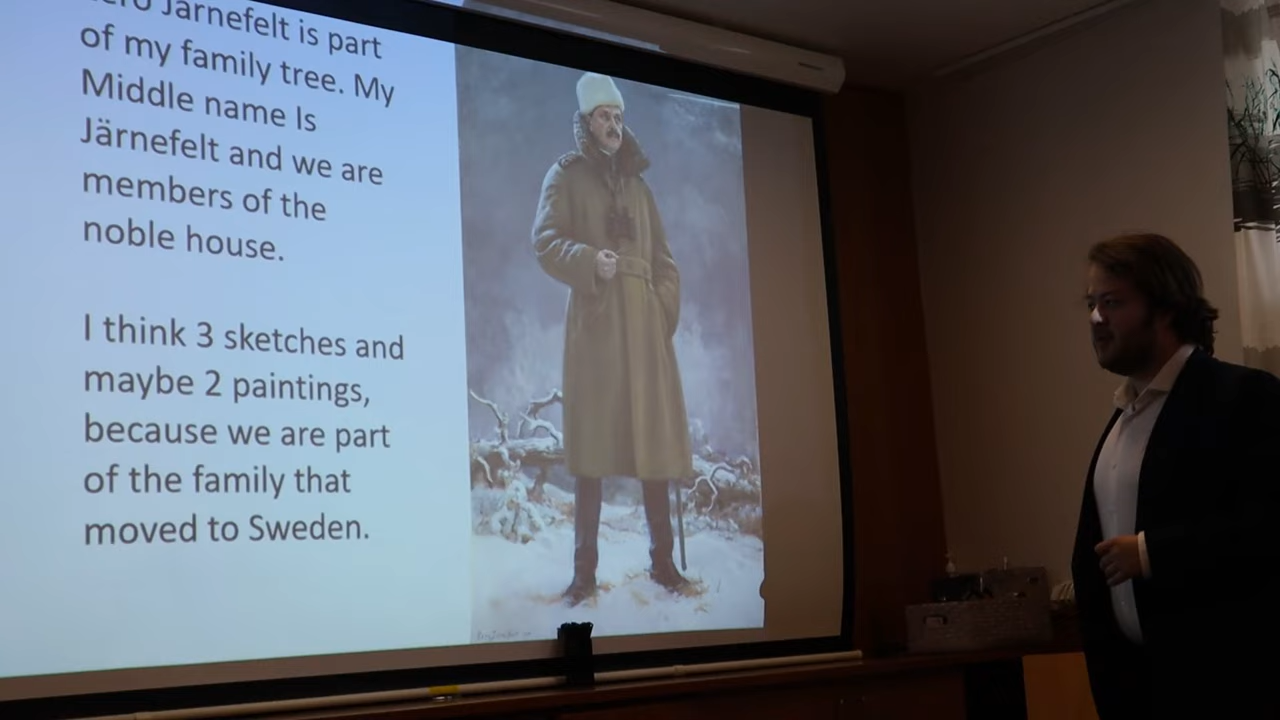 Järnefelt is part
of my family tree. My
Middle name Is
Järnefelt and we are
members of the
noble house.
I think 3 sketches and
maybe 2 paintings,
because we are part
of the family that
moved to Sweden.